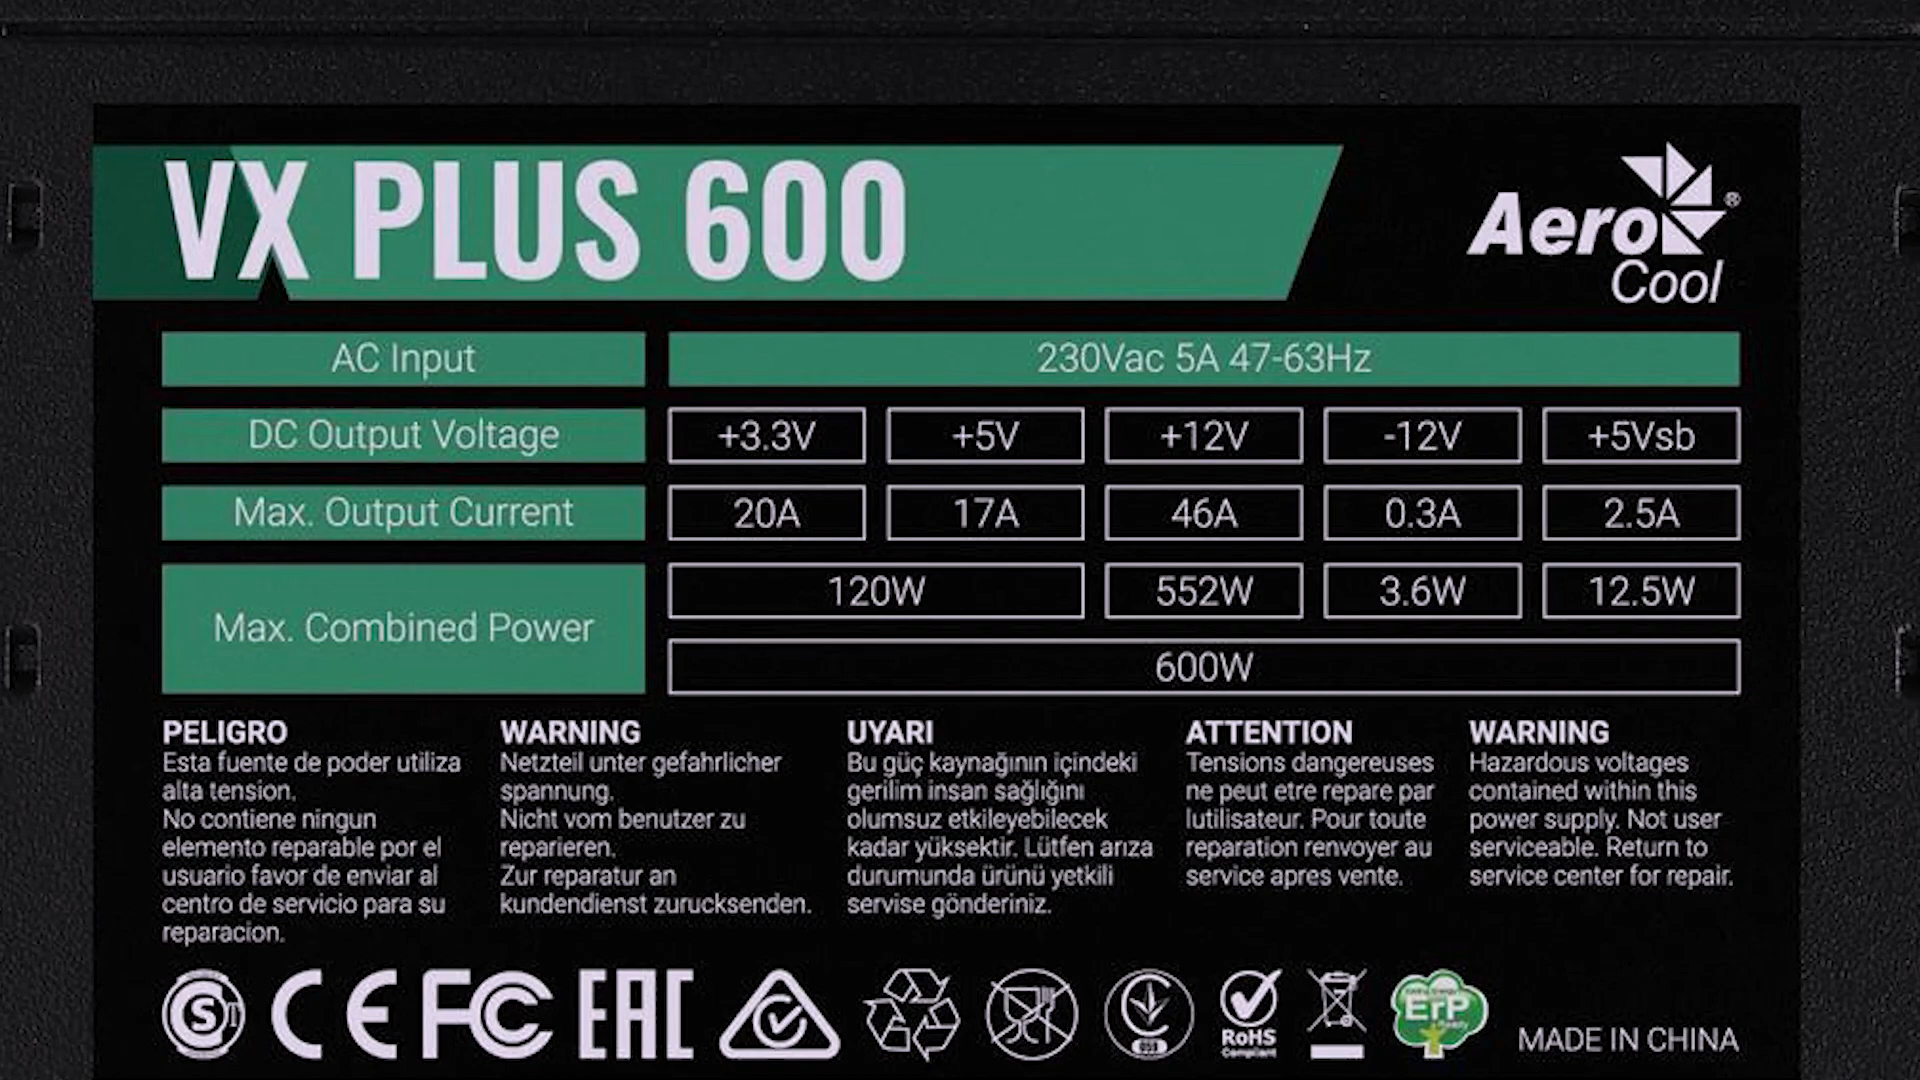 VX PLUS 600
Aero
Cool
®
AC Input 230Vac 5A 47-63Hz
DC Output Voltage +3.3V +5V +12V -12V +5Vsb
Max. Output Current 20A 17A 46A 0.3A 2.5A
Max. Combined Power 120W 552W 3.6W 12.5W
600W
PELIGRO
Esta fuente de poder utiliza
alta tension.
No contiene ningun
elemento reparable por el
usuario favor de enviar al
centro de servicio para su
reparacion.
WARNING
Netzteil unter gefahrlicher
spannung.
Nicht vom benutzer zu
reparieren.
Zur reparatur an
kundendienst zurucksenden.
UYARI
Bu güç kaynağının içindeki
gerilim insan sağlığını
olumsuz etkileyebilecek
kadar yüksektir. Lütfen arıza
durumunda ürünü yetkili
servise gönderiniz.
ATTENTION
Tensions dangereuses
ne peut etre repare par
lutilisateur. Pour toute
reparation renvoyer au
service apres vente.
WARNING
Hazardous voltages
contained within this
power supply. Not user
serviceable. Return to
service center for repair.
CE FC EAC
RoHS
Compliant
ErP
Ready
MADE IN CHINA